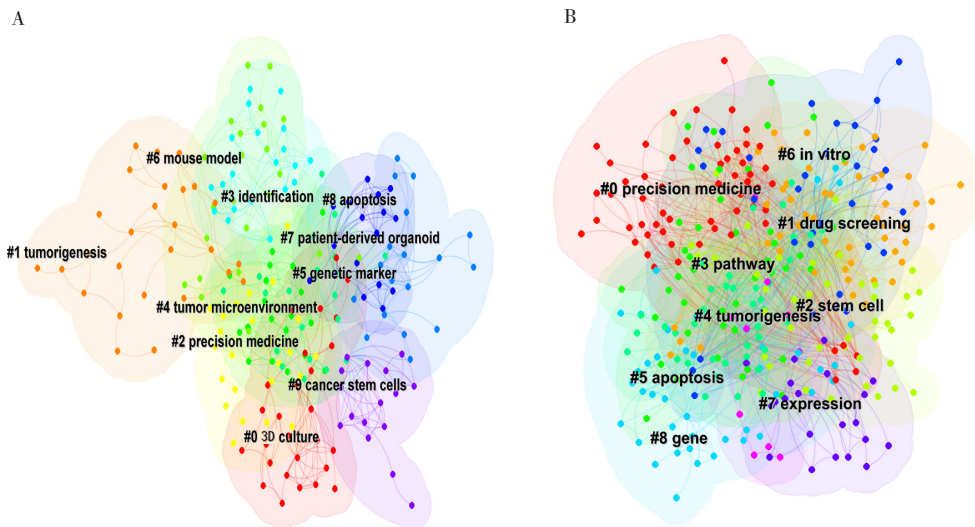 A
#6 mouse model
#3 identification
#8 apoptosis
#7 patient-derived organoid
#1 tumorigenesis
#5 genetic marker
#4 tumor microenvironment
#2 precision medicine
#9 cancer stem cells
#0 3D culture
B
#6 in vitro
#0 precision medicine
#1 drug screening
#3 pathway
#2 stem cell
#4 tumorigenesis
#5 apoptosis
#7 expression
#8 gene